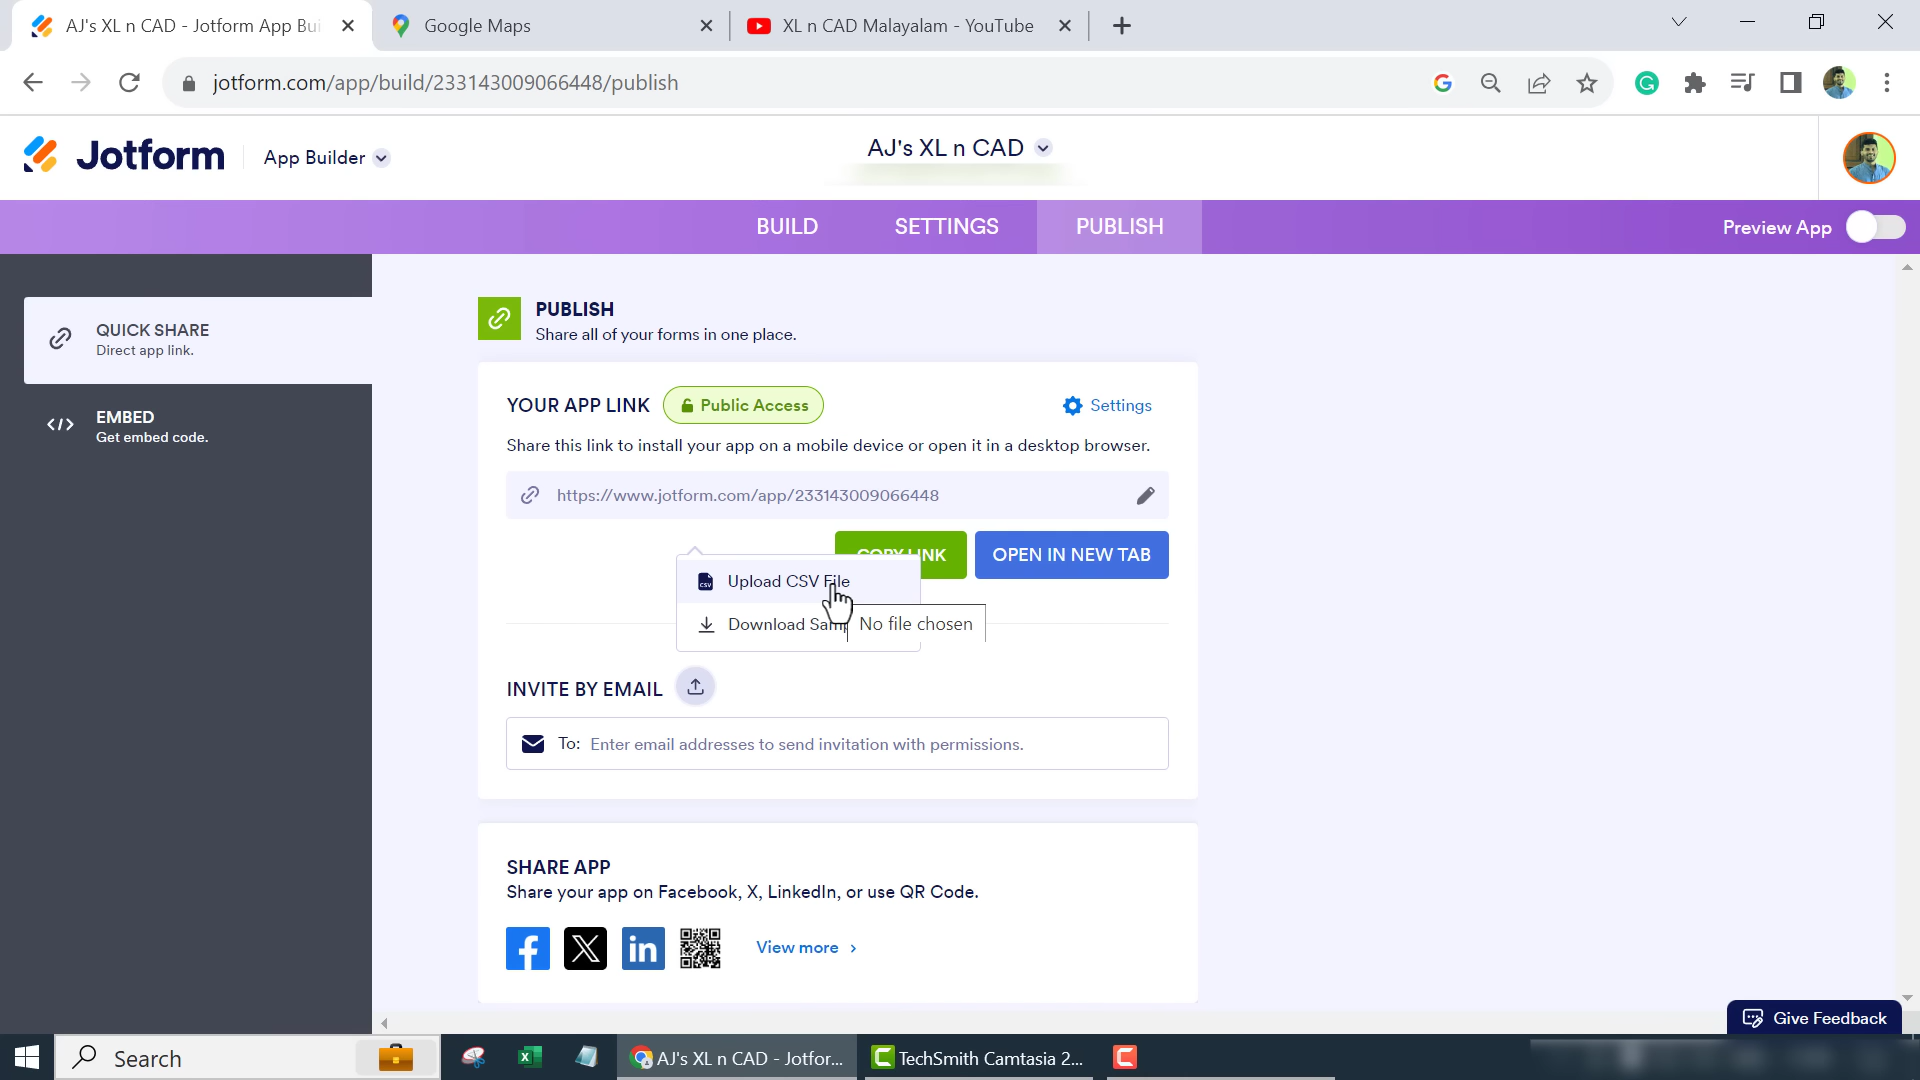 AJ's XL n CAD - Jotform App Bui
Google Maps
XL n CAD Malayalam - YouTube
jotform.com/app/build/233143009066448/publish
Jotform
App Builder
AJ's XL n CAD
BUILD
SETTINGS
PUBLISH
Preview App
QUICK SHARE
Direct app link.
EMBED
Get embed code.
PUBLISH
Share all of your forms in one place.
YOUR APP LINK
Public Access
Settings
Share this link to install your app on a mobile device or open it in a desktop browser.
https://www.jotform.com/app/233143009066448
COPY LINK
OPEN IN NEW TAB
CSV
Upload CSV File
Download Sam
No file chosen
INVITE BY EMAIL
To: Enter email addresses to send invitation with permissions.
SHARE APP
Share your app on Facebook, X, LinkedIn, or use QR Code.
View more
Give Feedback
Search
AJ's XL n CAD - Jotfor...
TechSmith Camtasia 2...